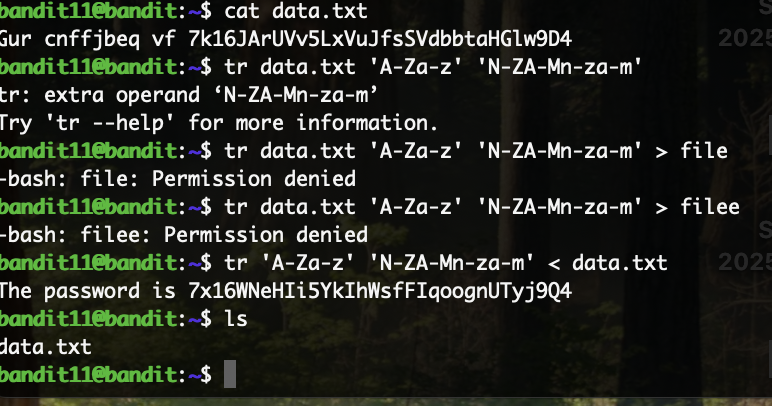 bandit11@bandit:~$ cat data.txt
Gur cnffjbeq vf 7k16JArUVv5LxVuJfsSVdbbtaHGlw9D4
bandit11@bandit:~$ tr data.txt 'A-Za-z' 'N-ZA-Mn-za-m'
tr: extra operand ‘N-ZA-Mn-za-m’
Try 'tr --help' for more information.
bandit11@bandit:~$ tr data.txt 'A-Za-z' 'N-ZA-Mn-za-m' > file
-bash: file: Permission denied
bandit11@bandit:~$ tr data.txt 'A-Za-z' 'N-ZA-Mn-za-m' > filee
-bash: filee: Permission denied
bandit11@bandit:~$ tr 'A-Za-z' 'N-ZA-Mn-za-m' < data.txt
The password is 7x16WNeHIi5YkIhWsfFIqoognUTyj9Q4
bandit11@bandit:~$ ls
data.txt
bandit11@bandit:~$
S
2025
S
2025